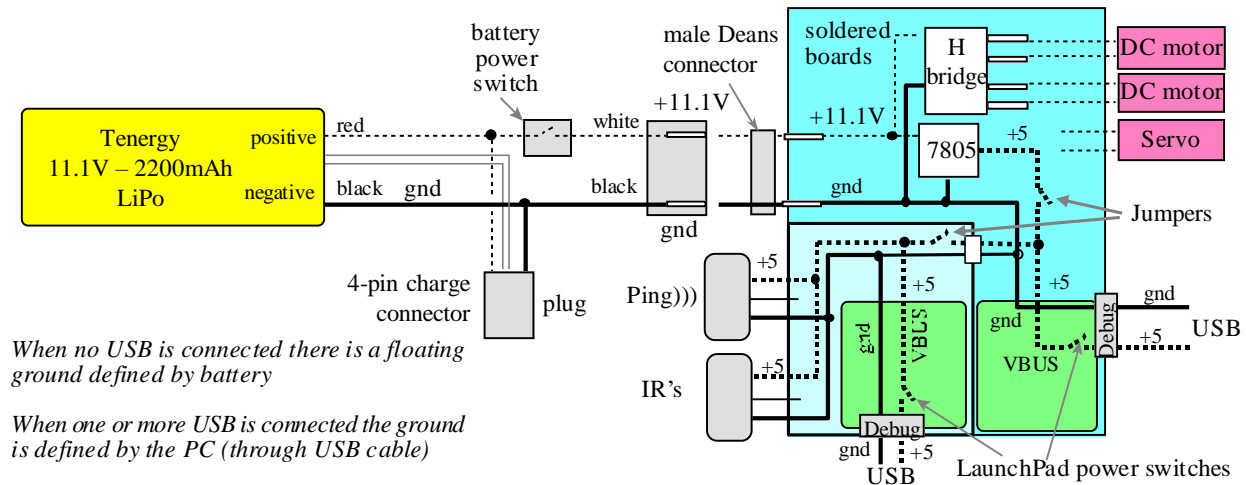 battery
power
switch
male Deans
connector
soldered
boards
H
bridge
DC motor
DC motor
Servo
Tenergy
11.1V – 2200mAh
LiPo
positive
negative
red
white
+11.1V
+11.1V
7805
+5
black
gnd
black
gnd
gnd
Jumpers
4-pin charge
connector
plug
Ping)))
+5
+5
+5
gnd
VBUS
gnd
VBUS
Debug
gnd
+5
USB
IR's
+5
Debug
gnd
+5
USB
LaunchPad power switches
When no USB is connected there is a floating
ground defined by battery
When one or more USB is connected the ground
is defined by the PC (through USB cable)